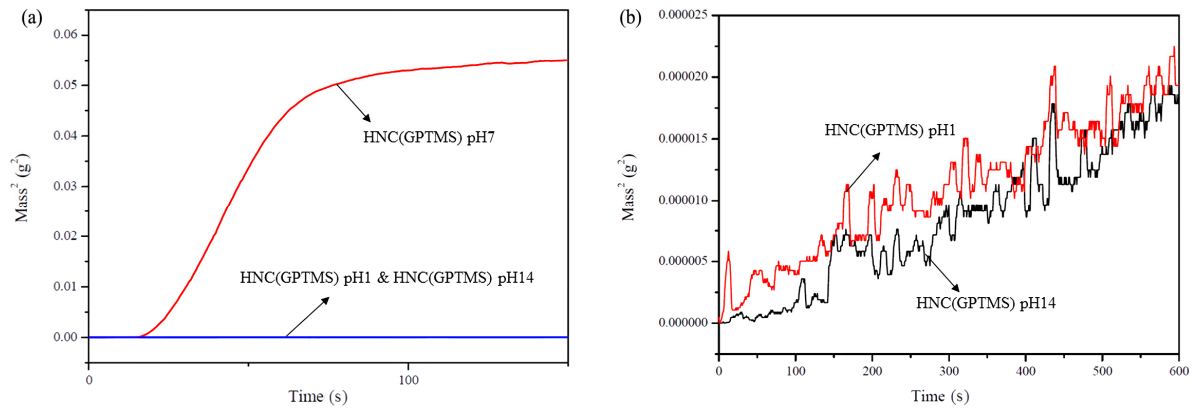 (a)
0.06
0.05
0.04
0.03
0.02
0.01
0.00
Mass² (g²)
HNC(GPTMS) pH7
HNC(GPTMS) pH1 & HNC(GPTMS) pH14
0
100
Time (s)
(b)
0.000025
0.000020
0.000015
0.000010
0.000005
0.000000
Mass² (g²)
HNC(GPTMS) pH1
HNC(GPTMS) pH14
0
100
200
300
400
500
600
Time (s)